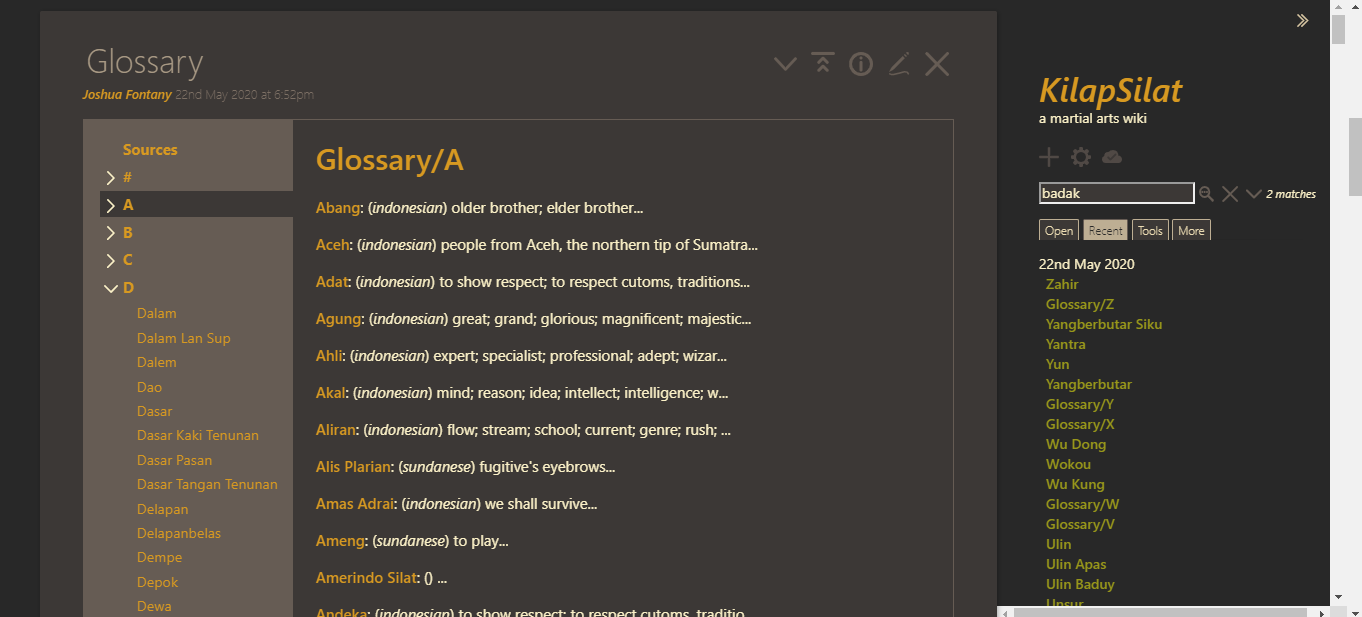 Glossary
Joshua Fontany 22nd May 2020 at 6:52pm
Sources
#
A
B
C
D
Dalam
Dalam Lan Sup
Dalem
Dao
Dasar
Dasar Kaki Tenunan
Dasar Pasan
Dasar Tangan Tenunan
Delapan
Delapanbelas
Dempe
Depok
Dewa
Glossary/A
Abang: (indonesian) older brother; elder brother...
Aceh: (indonesian) people from Aceh, the northern tip of Sumatra...
Adat: (indonesian) to show respect; to respect cutoms, traditions...
Agung: (indonesian) great; grand; glorious; magnificent; majestic...
Ahli: (indonesian) expert; specialist; professional; adept; wizar...
Akal: (indonesian) mind; reason; idea; intellect; intelligence; w...
Aliran: (indonesian) flow; stream; school; current; genre; rush; ...
Alis Plarian: (sundanese) fugitive's eyebrows...
Amas Adrai: (indonesian) we shall survive...
Ameng: (sundanese) to play...
Amerindo Silat: () ...
Andeka: (indonesian) to show respect; to respect cutoms, traditio...
KilapSilat
a martial arts wiki
badak
2 matches
Open Recent Tools More
22nd May 2020
Zahir
Glossary/Z
Yangberbutar Siku
Yantra
Yun
Yangberbutar
Glossary/Y
Glossary/X
Wu Dong
Wokou
Wu Kung
Glossary/W
Glossary/V
Ulin
Ulin Apas
Ulin Baduy
Unsur